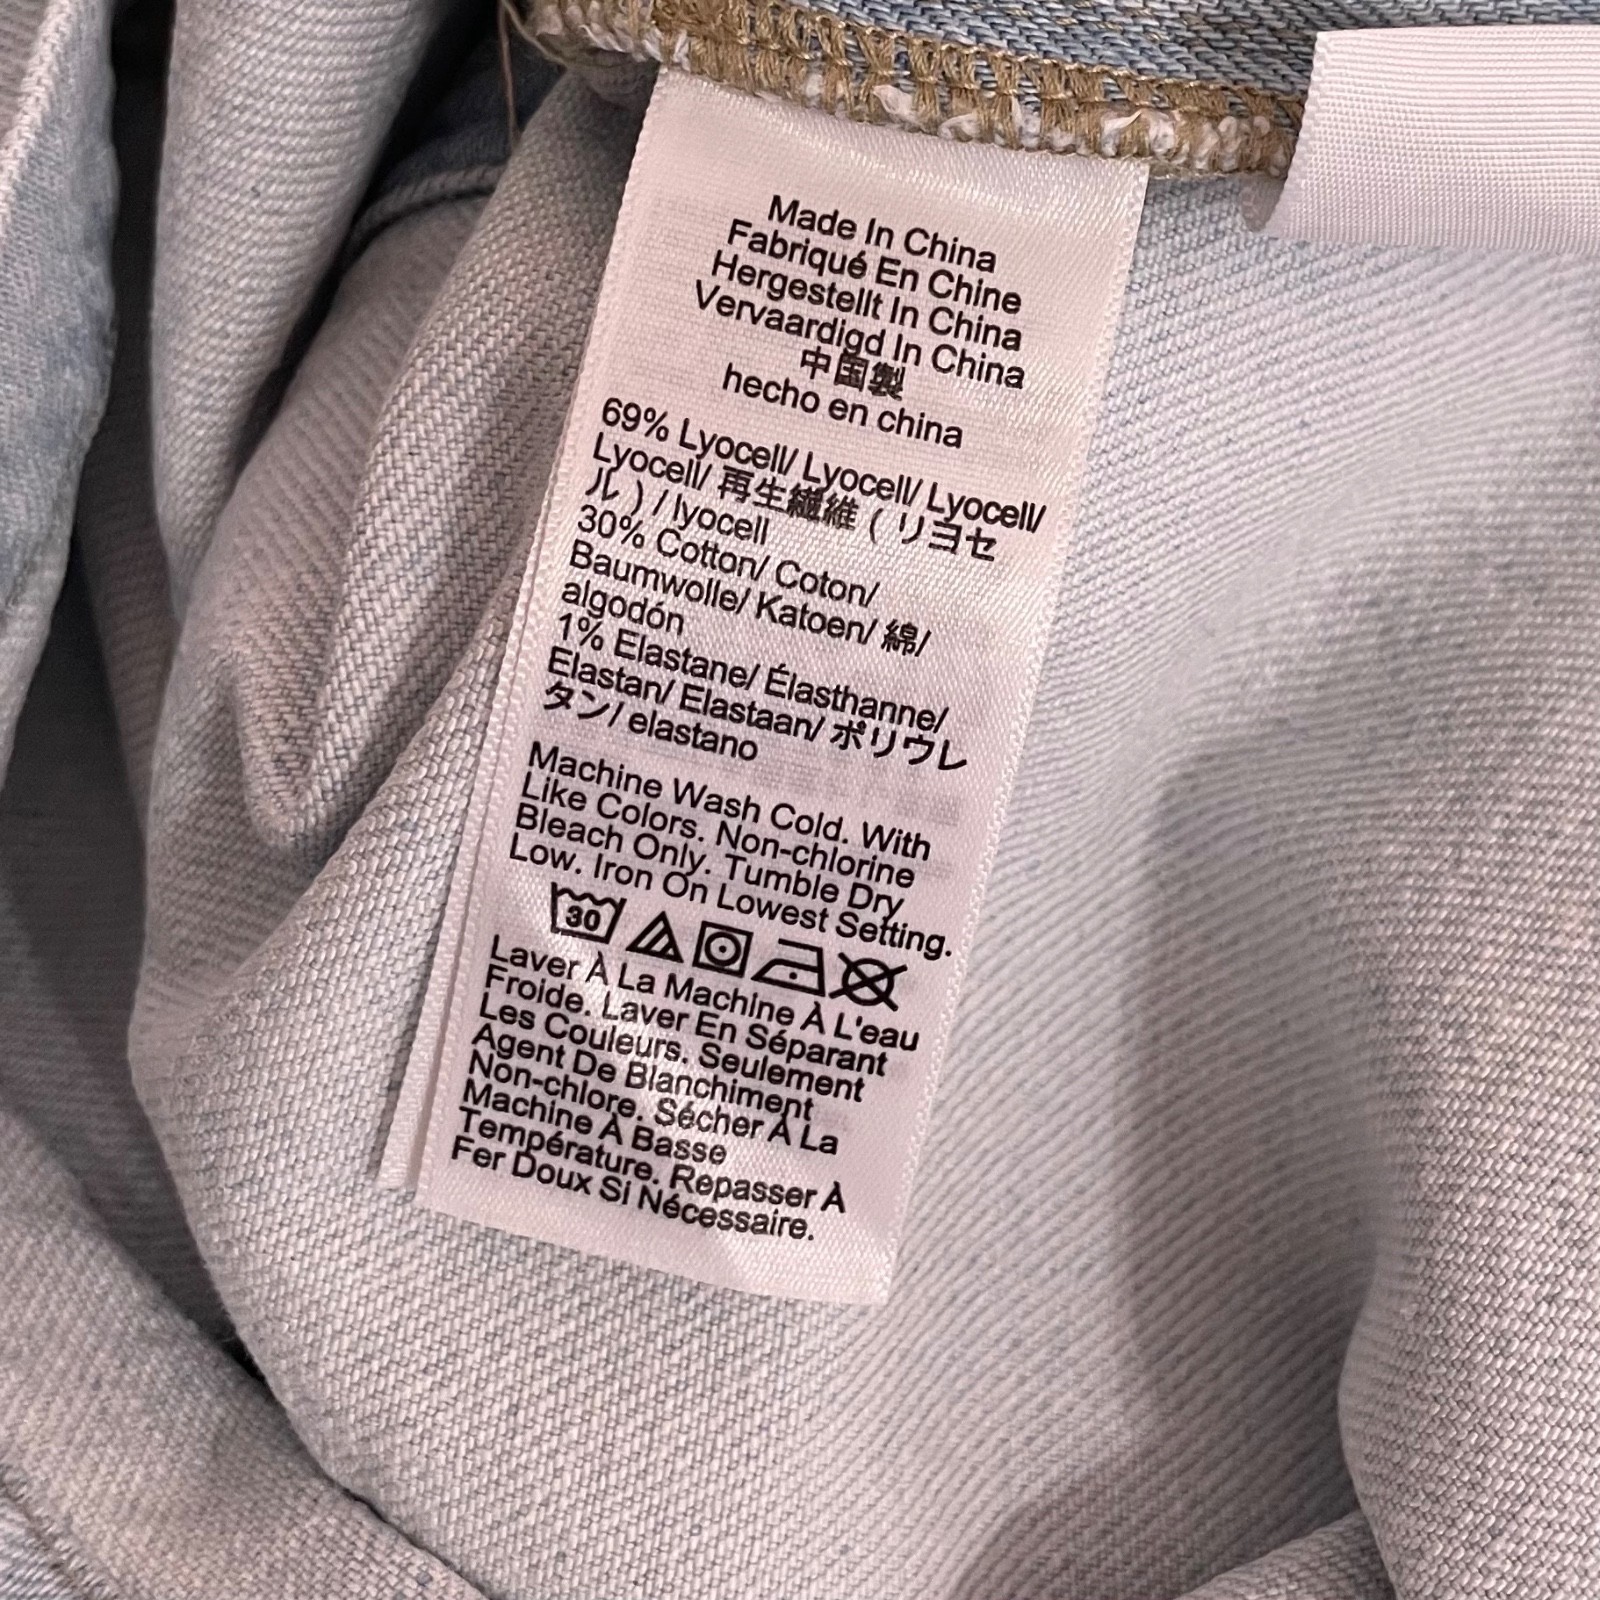 Made In China
Fabriqué En Chine
Hergestellt In China
Vervaardigd In China
中国製
hecho en china
69% Lyocell/ Lyocell/ Lyocell/
Lyocell/ 再生繊維 ( リヨセ
ル ) / lyocell
30% Cotton/ Coton/
Baumwolle/ Katoen/ 綿/
algodón
1% Elastane/ Élasthanne/
Elastan/ Elastaan/ ポリウレ
タン/ elastano
Machine Wash Cold. With
Like Colors. Non-chlorine
Bleach Only. Tumble Dry
Low. Iron On Lowest Setting.
30
Laver À La Machine À L'eau
Froide. Laver En Séparant
Les Couleurs. Seulement
Agent De Blanchiment
Non-chlore. Sécher À La
Machine À Basse
Température. Repasser À
Fer Doux Si Nécessaire.